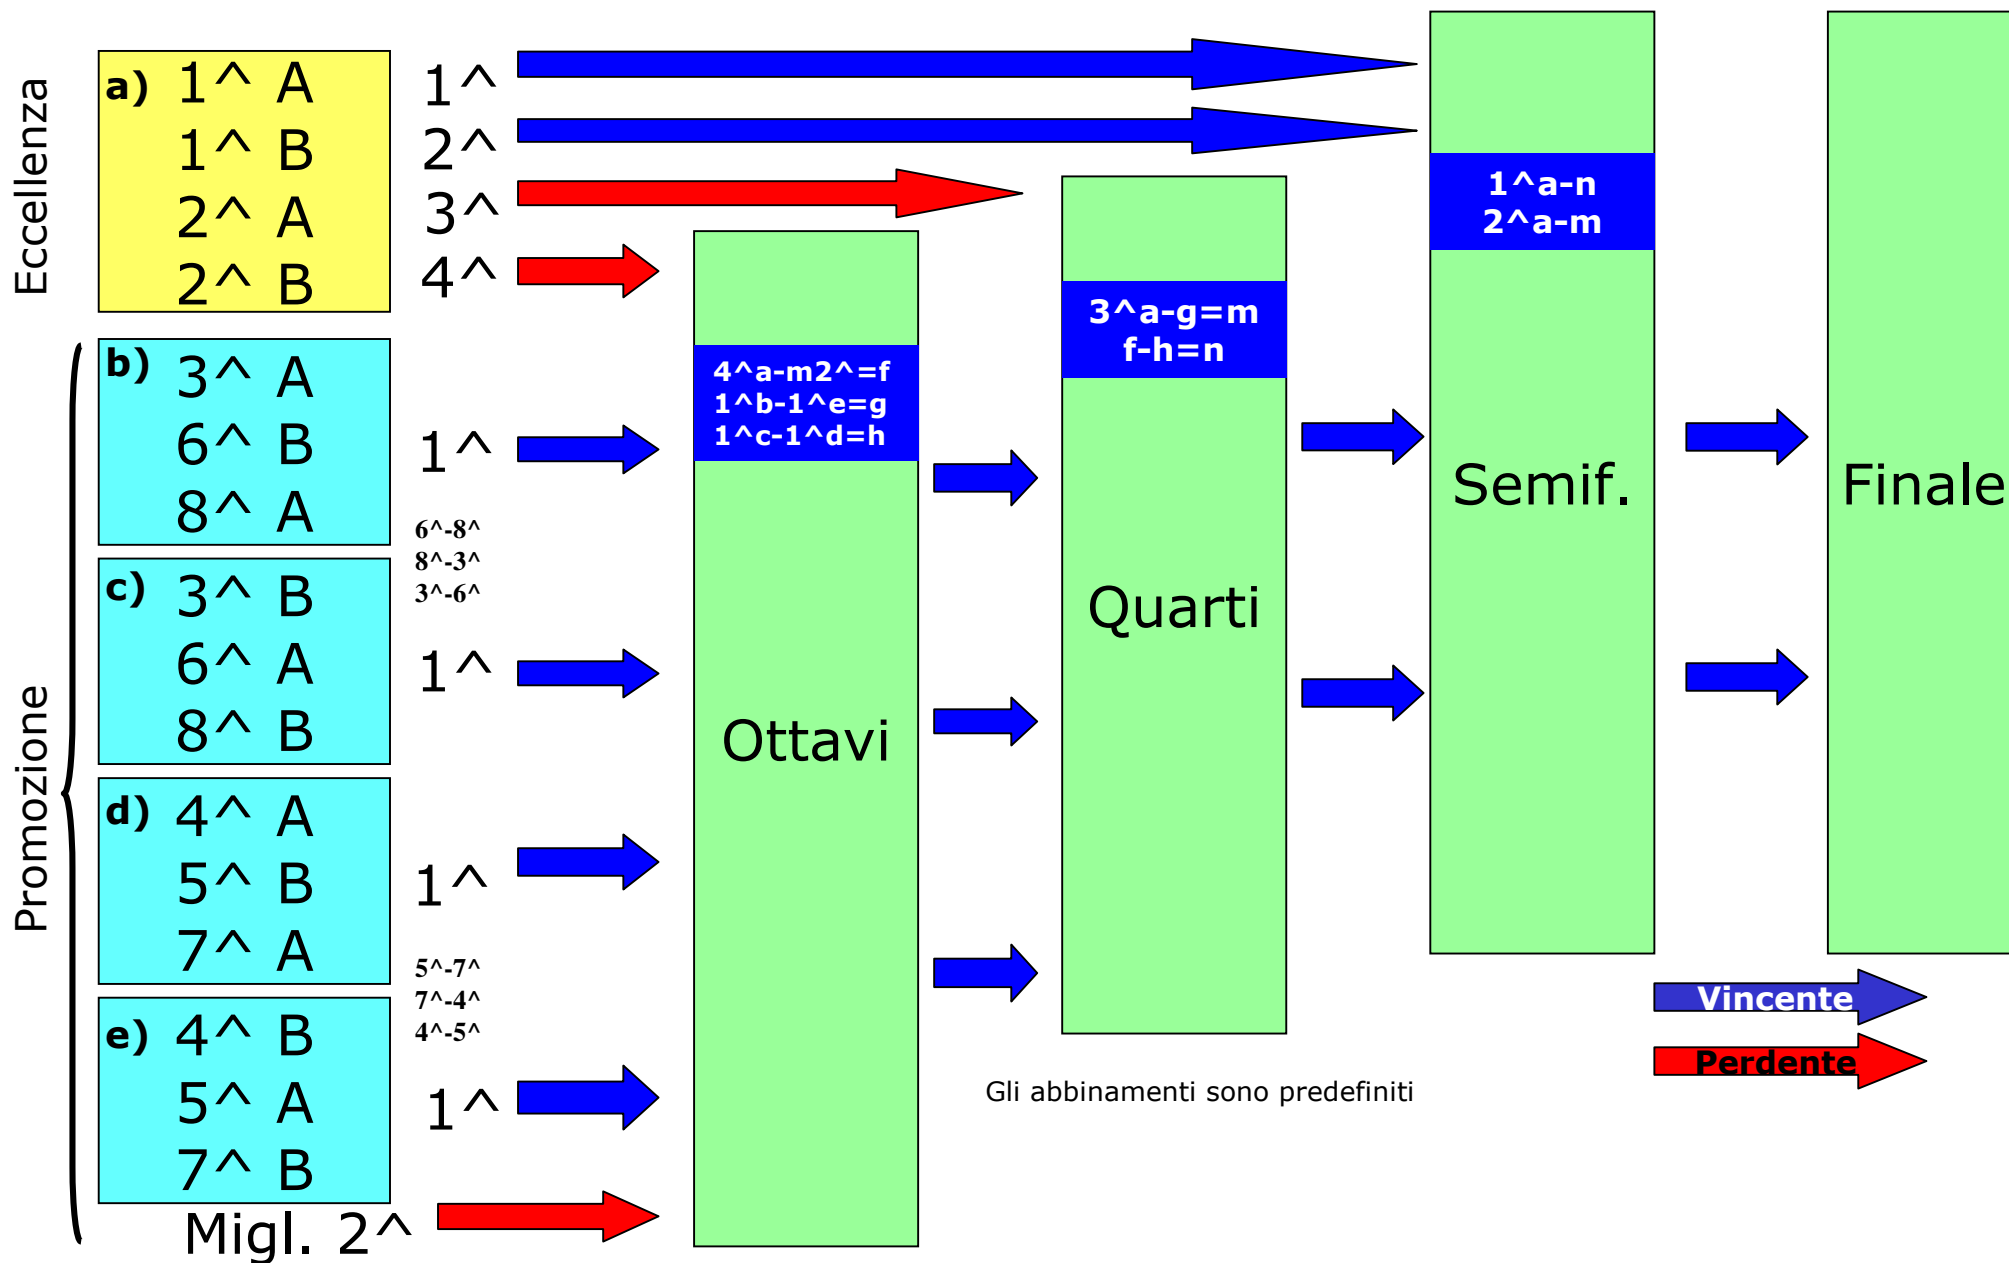 Eccellenza
a) 1^ A
1^ B
2^ A
2^ B
1^
2^
3^
4^
Promozione
b) 3^ A
6^ B
8^ A
1^
6^-8^
8^-3^
3^-6^
c) 3^ B
6^ A
8^ B
1^
d) 4^ A
5^ B
7^ A
1^
5^-7^
7^-4^
4^-5^
e) 4^ B
5^ A
7^ B
1^
Migl. 2^
4^a-m2^=f
1^b-1^e=g
1^c-1^d=h
Ottavi
3^a-g=m
f-h=n
Quarti
1^a-n
2^a-m
Semif.
Finale
Vincente
Perdente
Gli abbinamenti sono predefiniti